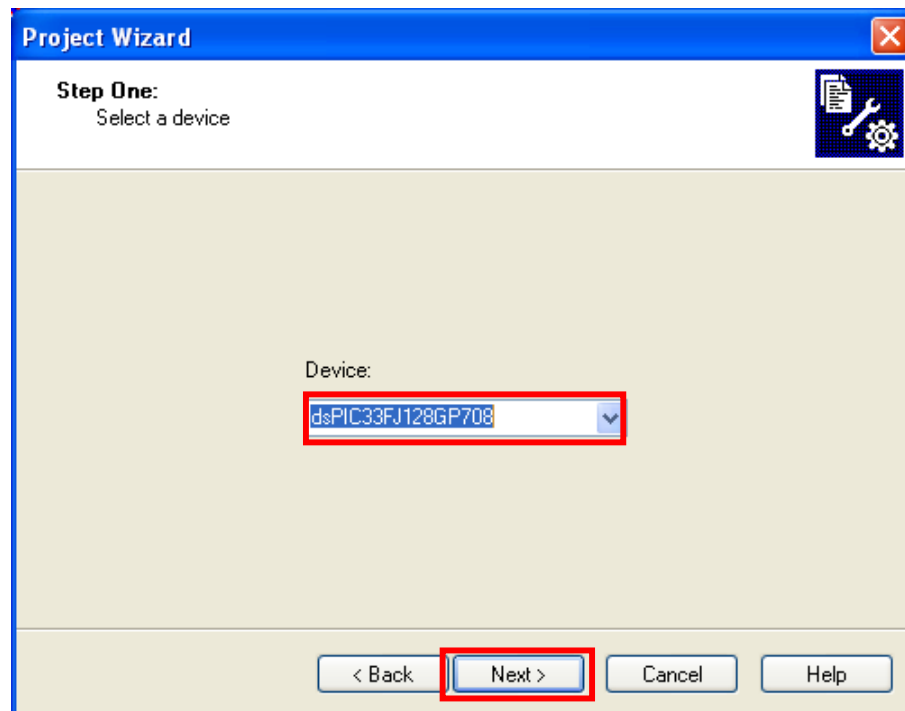 Project Wizard
Step One:
Select a device
Device:
dsPIC33FJ128GP708
< Back Next > Cancel Help